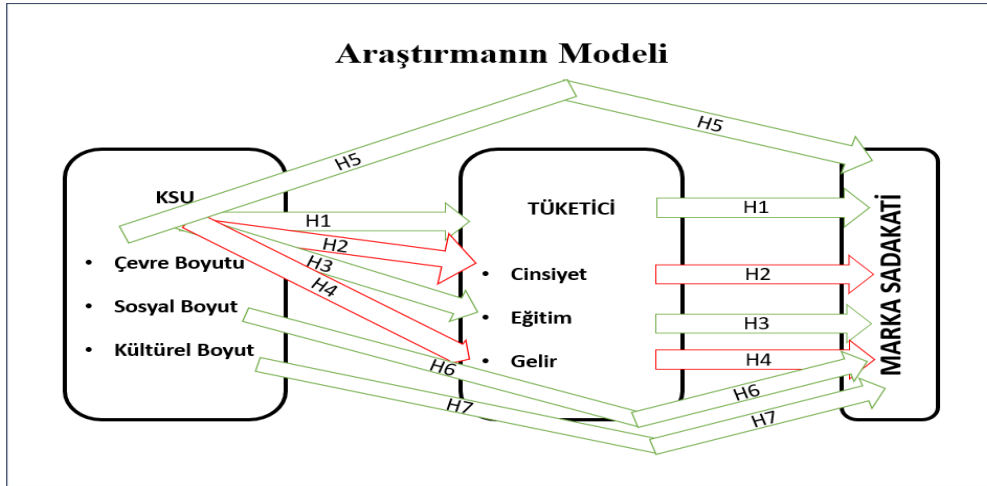 Araştırmanın Modeli
H5
H5
KSU
TÜKETİCİ
MARKA SADAKATİ
H1
H1
H2
H2
H3
H3
H4
H4
• Çevre Boyutu
• Sosyal Boyut
• Kültürel Boyut
• Cinsiyet
• Eğitim
• Gelir
H6
H6
H7
H7